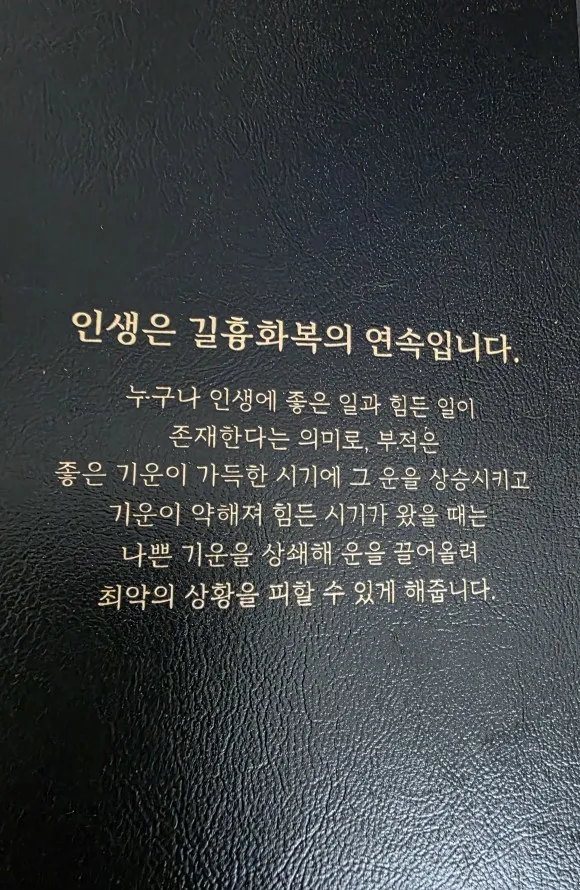 인생은 길흉화복의 연속입니다.
누구나 인생에 좋은 일과 힘든 일이
존재한다는 의미로, 부적은
좋은 기운이 가득한 시기에 그 운을 상승시키고
기운이 약해져 힘든 시기가 왔을 때는
나쁜 기운을 상쇄해 운을 끌어올려
최악의 상황을 피할 수 있게 해줍니다.